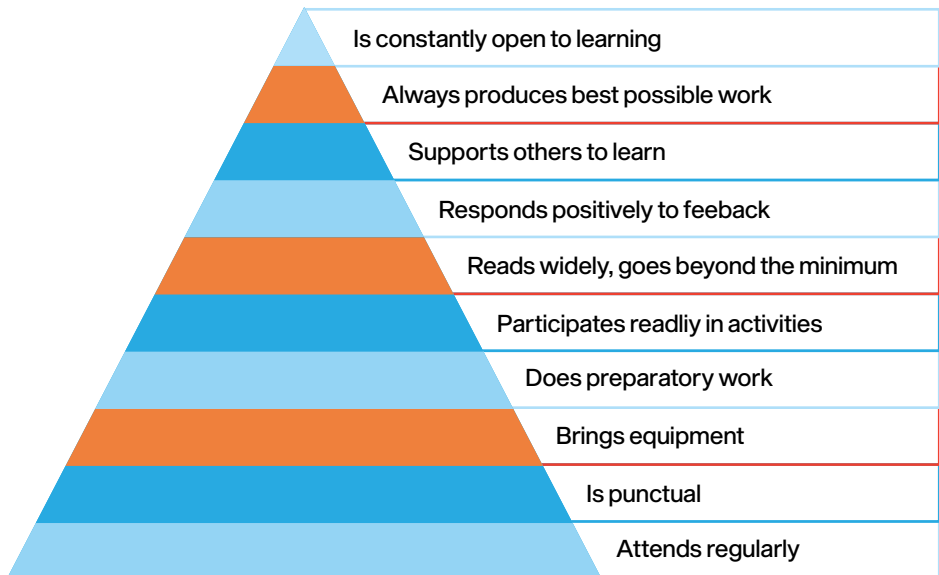 Is constantly open to learning
Always produces best possible work
Supports others to learn
Responds positively to feeback
Reads widely, goes beyond the minimum
Participates readliy in activities
Does preparatory work
Brings equipment
Is punctual
Attends regularly